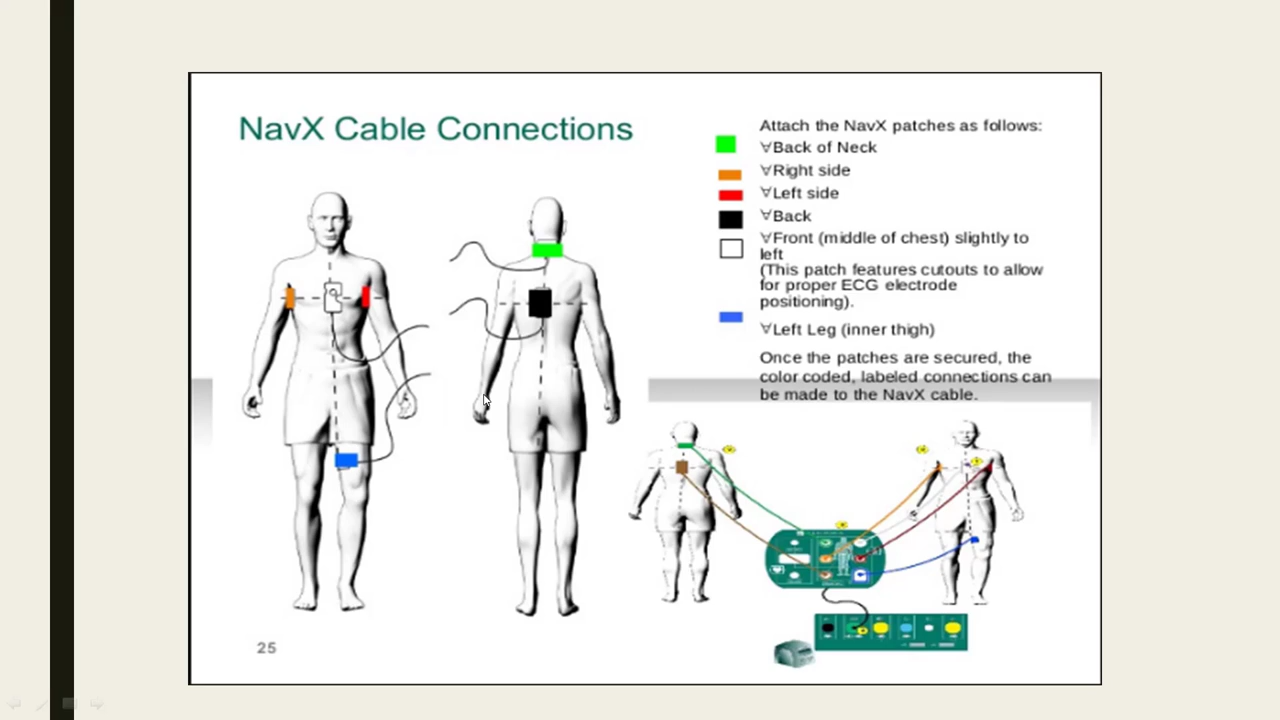 NavX Cable Connections
Attach the NavX patches as follows:
∀Back of Neck
∀Right side
∀Left side
∀Back
∀Front (middle of chest) slightly to
left
(This patch features cutouts to allow
for proper ECG electrode
positioning).
∀Left Leg (inner thigh)
Once the patches are secured, the
color coded, labeled connections can
be made to the NavX cable.
25